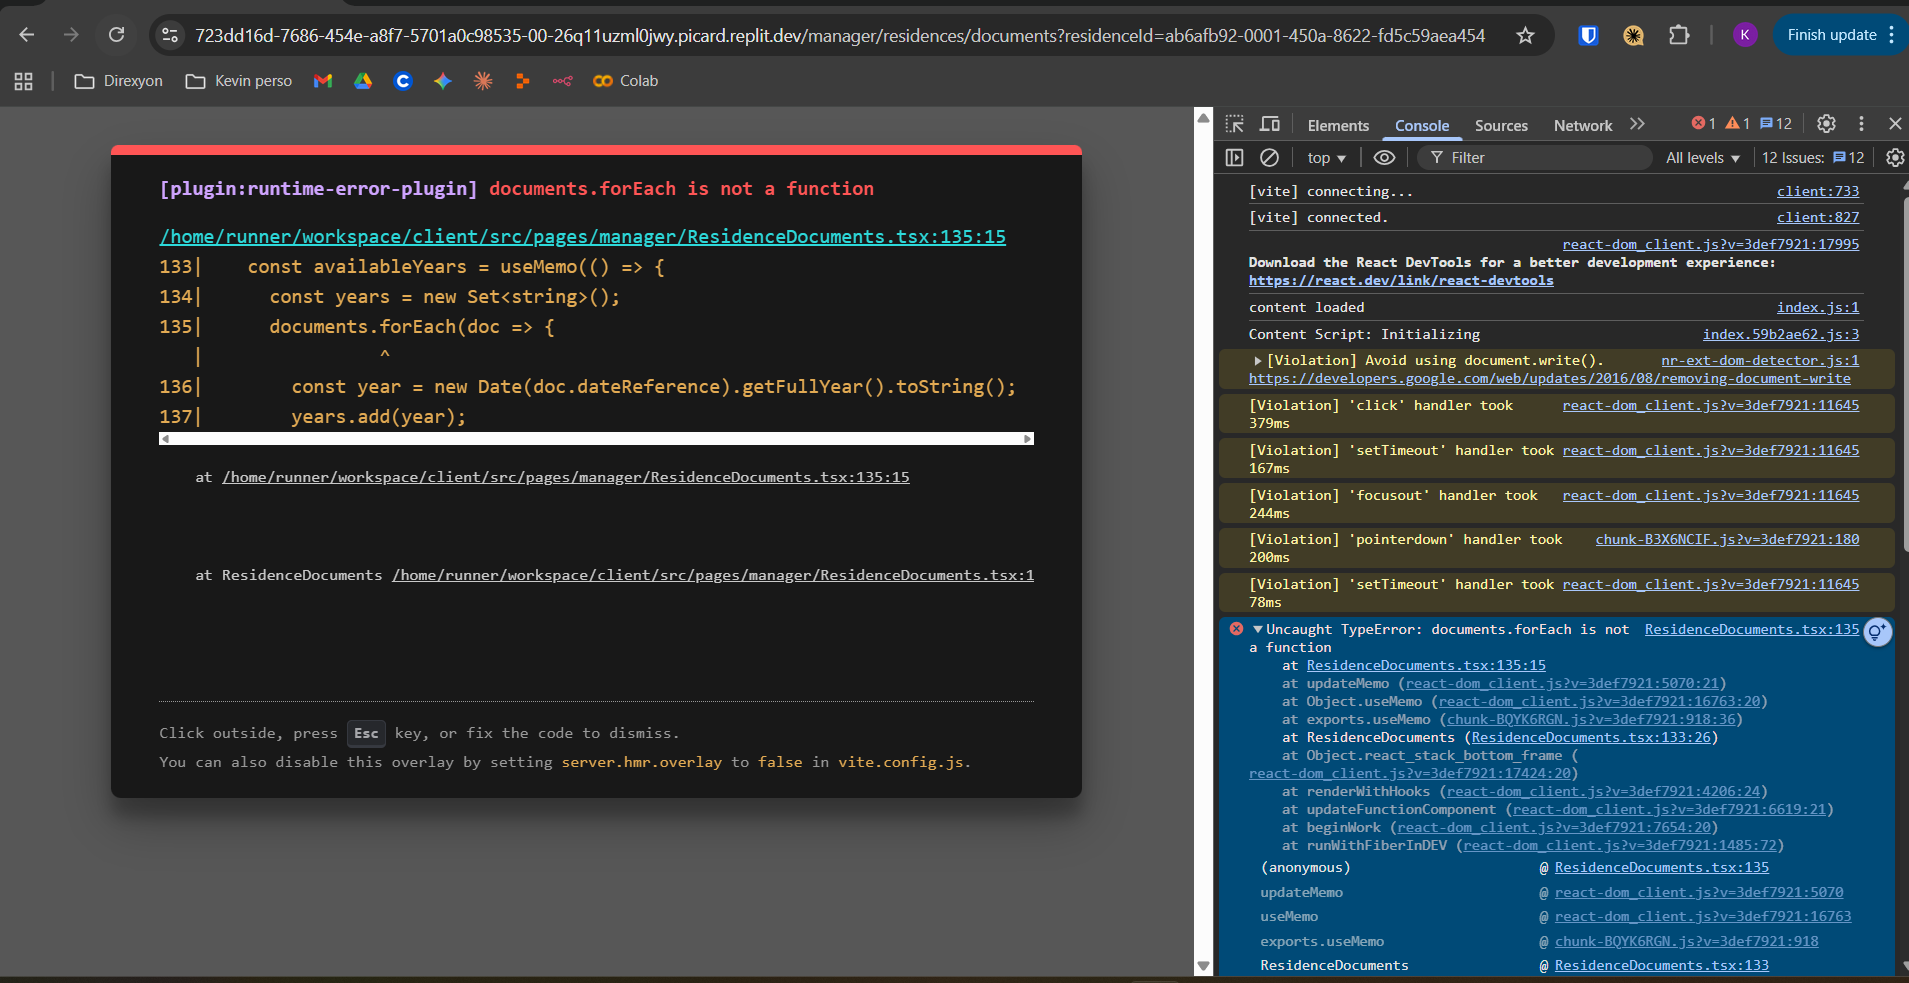 723dd16d-7686-454e-a8f7-5701a0c98535-00-26q11uzml0jwy.picard.replit.dev/manager/residences/documents?residenceId=ab6afb92-0001-450a-8622-fd5c59aea454
K
Finish update
Direxyon
Kevin perso
Colab
[plugin:runtime-error-plugin] documents.forEach is not a function
/home/runner/workspace/client/src/pages/manager/ResidenceDocuments.tsx:135:15
133|    const availableYears = useMemo(() => {
134|      const years = new Set<string>();
135|      documents.forEach(doc => {
|                ^
136|        const year = new Date(doc.dateReference).getFullYear().toString();
137|        years.add(year);
at /home/runner/workspace/client/src/pages/manager/ResidenceDocuments.tsx:135:15
at ResidenceDocuments /home/runner/workspace/client/src/pages/manager/ResidenceDocuments.tsx:1
Click outside, press Esc key, or fix the code to dismiss.
You can also disable this overlay by setting server.hmr.overlay to false in vite.config.js.
Elements Console Sources Network 1 1 12
top Filter All levels 12 Issues: 12
[vite] connecting... client:733
[vite] connected. client:827
react-dom_client.js?v=3def7921:17995
Download the React DevTools for a better development experience:
https://react.dev/link/react-devtools
content loaded index.js:1
Content Script: Initializing index.59b2ae62.js:3
[Violation] Avoid using document.write(). nr-ext-dom-detector.js:1
https://developers.google.com/web/updates/2016/08/removing-document-write
[Violation] 'click' handler took react-dom_client.js?v=3def7921:11645
379ms
[Violation] 'setTimeout' handler took react-dom_client.js?v=3def7921:11645
167ms
[Violation] 'focusout' handler took react-dom_client.js?v=3def7921:11645
244ms
[Violation] 'pointerdown' handler took chunk-B3X6NCIF.js?v=3def7921:180
200ms
[Violation] 'setTimeout' handler took react-dom_client.js?v=3def7921:11645
78ms
Uncaught TypeError: documents.forEach is not ResidenceDocuments.tsx:135
a function
at ResidenceDocuments.tsx:135:15
at updateMemo (react-dom_client.js?v=3def7921:5070:21)
at Object.useMemo (react-dom_client.js?v=3def7921:16763:20)
at exports.useMemo (chunk-BQYK6RGN.js?v=3def7921:918:36)
at ResidenceDocuments (ResidenceDocuments.tsx:133:26)
at Object.react_stack_bottom_frame (
react-dom_client.js?v=3def7921:17424:20)
at renderWithHooks (react-dom_client.js?v=3def7921:4206:24)
at updateFunctionComponent (react-dom_client.js?v=3def7921:6619:21)
at beginWork (react-dom_client.js?v=3def7921:7654:20)
at runWithFiberInDEV (react-dom_client.js?v=3def7921:1485:72)
(anonymous) @ ResidenceDocuments.tsx:135
updateMemo @ react-dom_client.js?v=3def7921:5070
useMemo @ react-dom_client.js?v=3def7921:16763
exports.useMemo @ chunk-BQYK6RGN.js?v=3def7921:918
ResidenceDocuments @ ResidenceDocuments.tsx:133